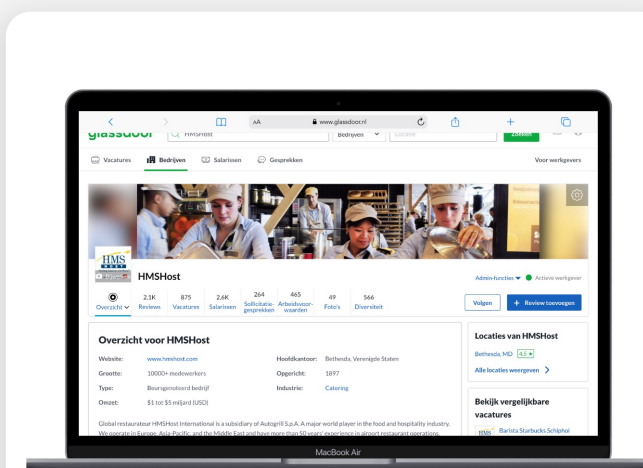 AA www.glassdoor.nl
glassdoor HMSHost Bedrijven Locatie Zoeken
Vacatures Bedrijven Salarissen Gesprekken Voor werkgevers
HMS
HOST
HMSHost
Admin-functies Actieve werkgever
2,1K 875 2,6K 264 465 49 566
Overzicht Reviews Vacatures Salarissen Sollicitatie- Arbeidsvoor- Foto's Diversiteit
gesprekken waarden
Volgen + Review toevoegen
Overzicht voor HMSHost
Website: www.hmshost.com Hoofdkantoor: Bethesda, Verenigde Staten
Grootte: 10000+ medewerkers Opgericht: 1897
Type: Beursgenoteerd bedrijf Industrie: Catering
Omzet: $1 tot $5 miljard (USD)
Global restaurateur HMSHost International is a subsidiary of Autogrill S.p.A. A major world player in the food and hospitality industry.
We operate in Europe, Asia-Pacific, and the Middle East and have more than 50 years' experience in airport restaurant operations.
Locaties van HMSHost
Bethesda, MD 4,5 ★
Alle locaties weergeven
Bekijk vergelijkbare
vacatures
HMS Barista Starbucks Schiphol
MacBook Air